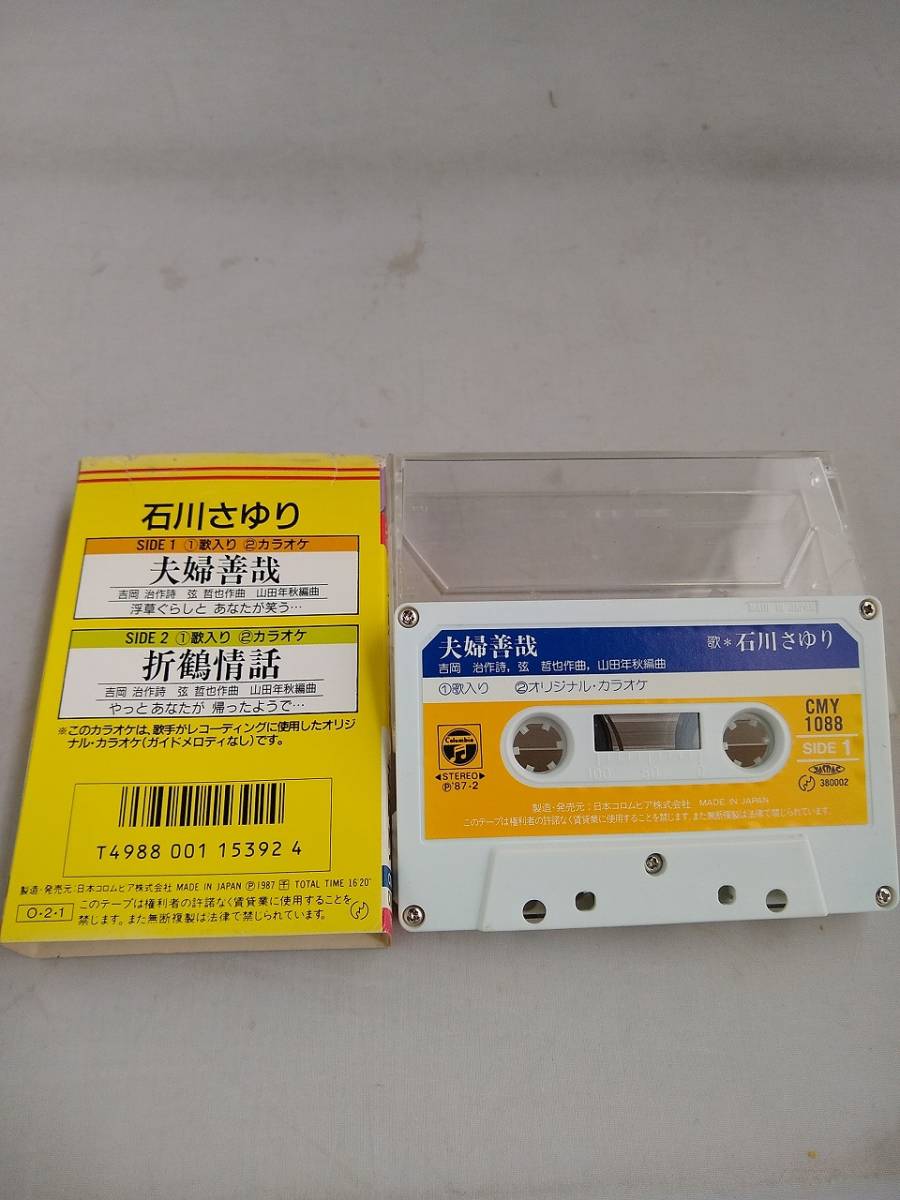 石川さゆり
SIDE 1 ①歌入り ②カラオケ
夫婦善哉
吉岡 治作詩 弦 哲也作曲 山田年秋編曲
浮草ぐらしと あなたが笑う…
SIDE 2 ①歌入り ②カラオケ
折鶴情話
吉岡 治作詩 弦 哲也作曲 山田年秋編曲
やっとあなたが 帰ったようで…
※このカラオケは、歌手がレコーディングに使用したオリジ
ナル・カラオケ(ガイドメロディなし)です。
T4988 001 15392 4
製造・発売元:日本コロムビア株式会社 MADE IN JAPAN ℗1987 TOTAL TIME 16'20"
O・2・1
このテープは権利者の許諾なく賃貸業に使用することを
禁じます。また無断複製は法律で禁じられています。
MADE IN JAPAN
夫婦善哉
歌*石川さゆり
吉岡 治作詩, 弦 哲也作曲, 山田年秋編曲
①歌入り ②オリジナル・カラオケ
Columbia
◀STEREO▶
℗'87-2
CMY
1088
SIDE 1
380002
100 50 0
製造・発売元:日本コロムビア株式会社 MADE IN JAPAN
このテープは権利者の許諾なく賃貸業に使用することを禁じます。また無断複製は法律で禁じられています。